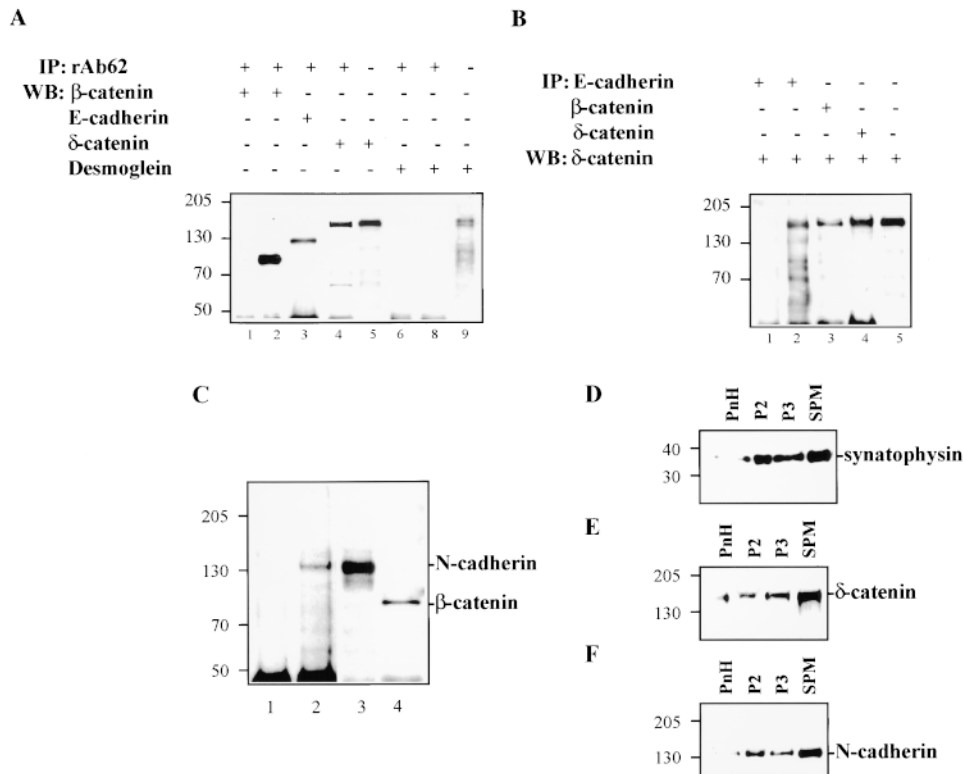 A
IP: rAb62 + + + + - + + -
WB: β-catenin + + - - - - - -
E-cadherin - - + - - - - -
δ-catenin - - - + + - - -
Desmoglein - - - - - + + +
205
130
70
50
1 2 3 4 5 6 8 9
B
IP: E-cadherin + + - - -
β-catenin - - + - -
δ-catenin - - - + -
WB: δ-catenin + + + + +
205
130
70
1 2 3 4 5
C
205
130
70
50
-N-cadherin
-β-catenin
1 2 3 4
D
PnH P2 P3 SPM
40
30
-synatophysin
E
PnH P2 P3 SPM
205
130
-δ-catenin
F
PnH P2 P3 SPM
205
130
-N-cadherin